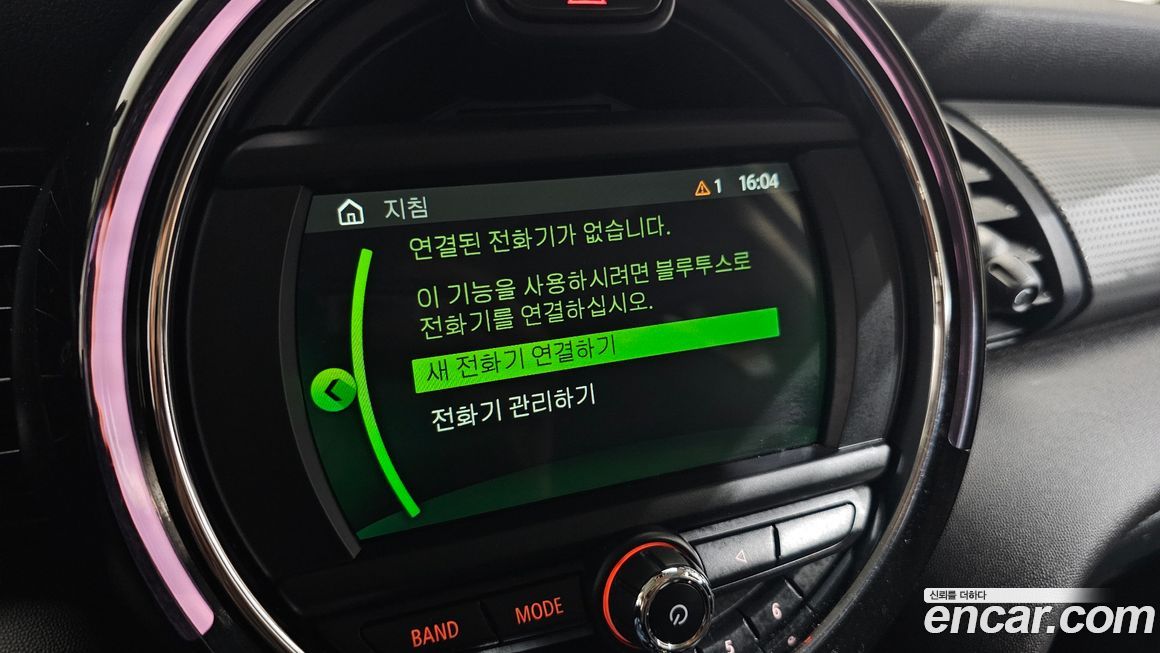 지침
1 16:04
연결된 전화기가 없습니다.
이 기능을 사용하시려면 블루투스로
전화기를 연결하십시오.
새 전화기 연결하기
전화기 관리하기
BAND
MODE
5
6
신뢰를 더하다
encar.com